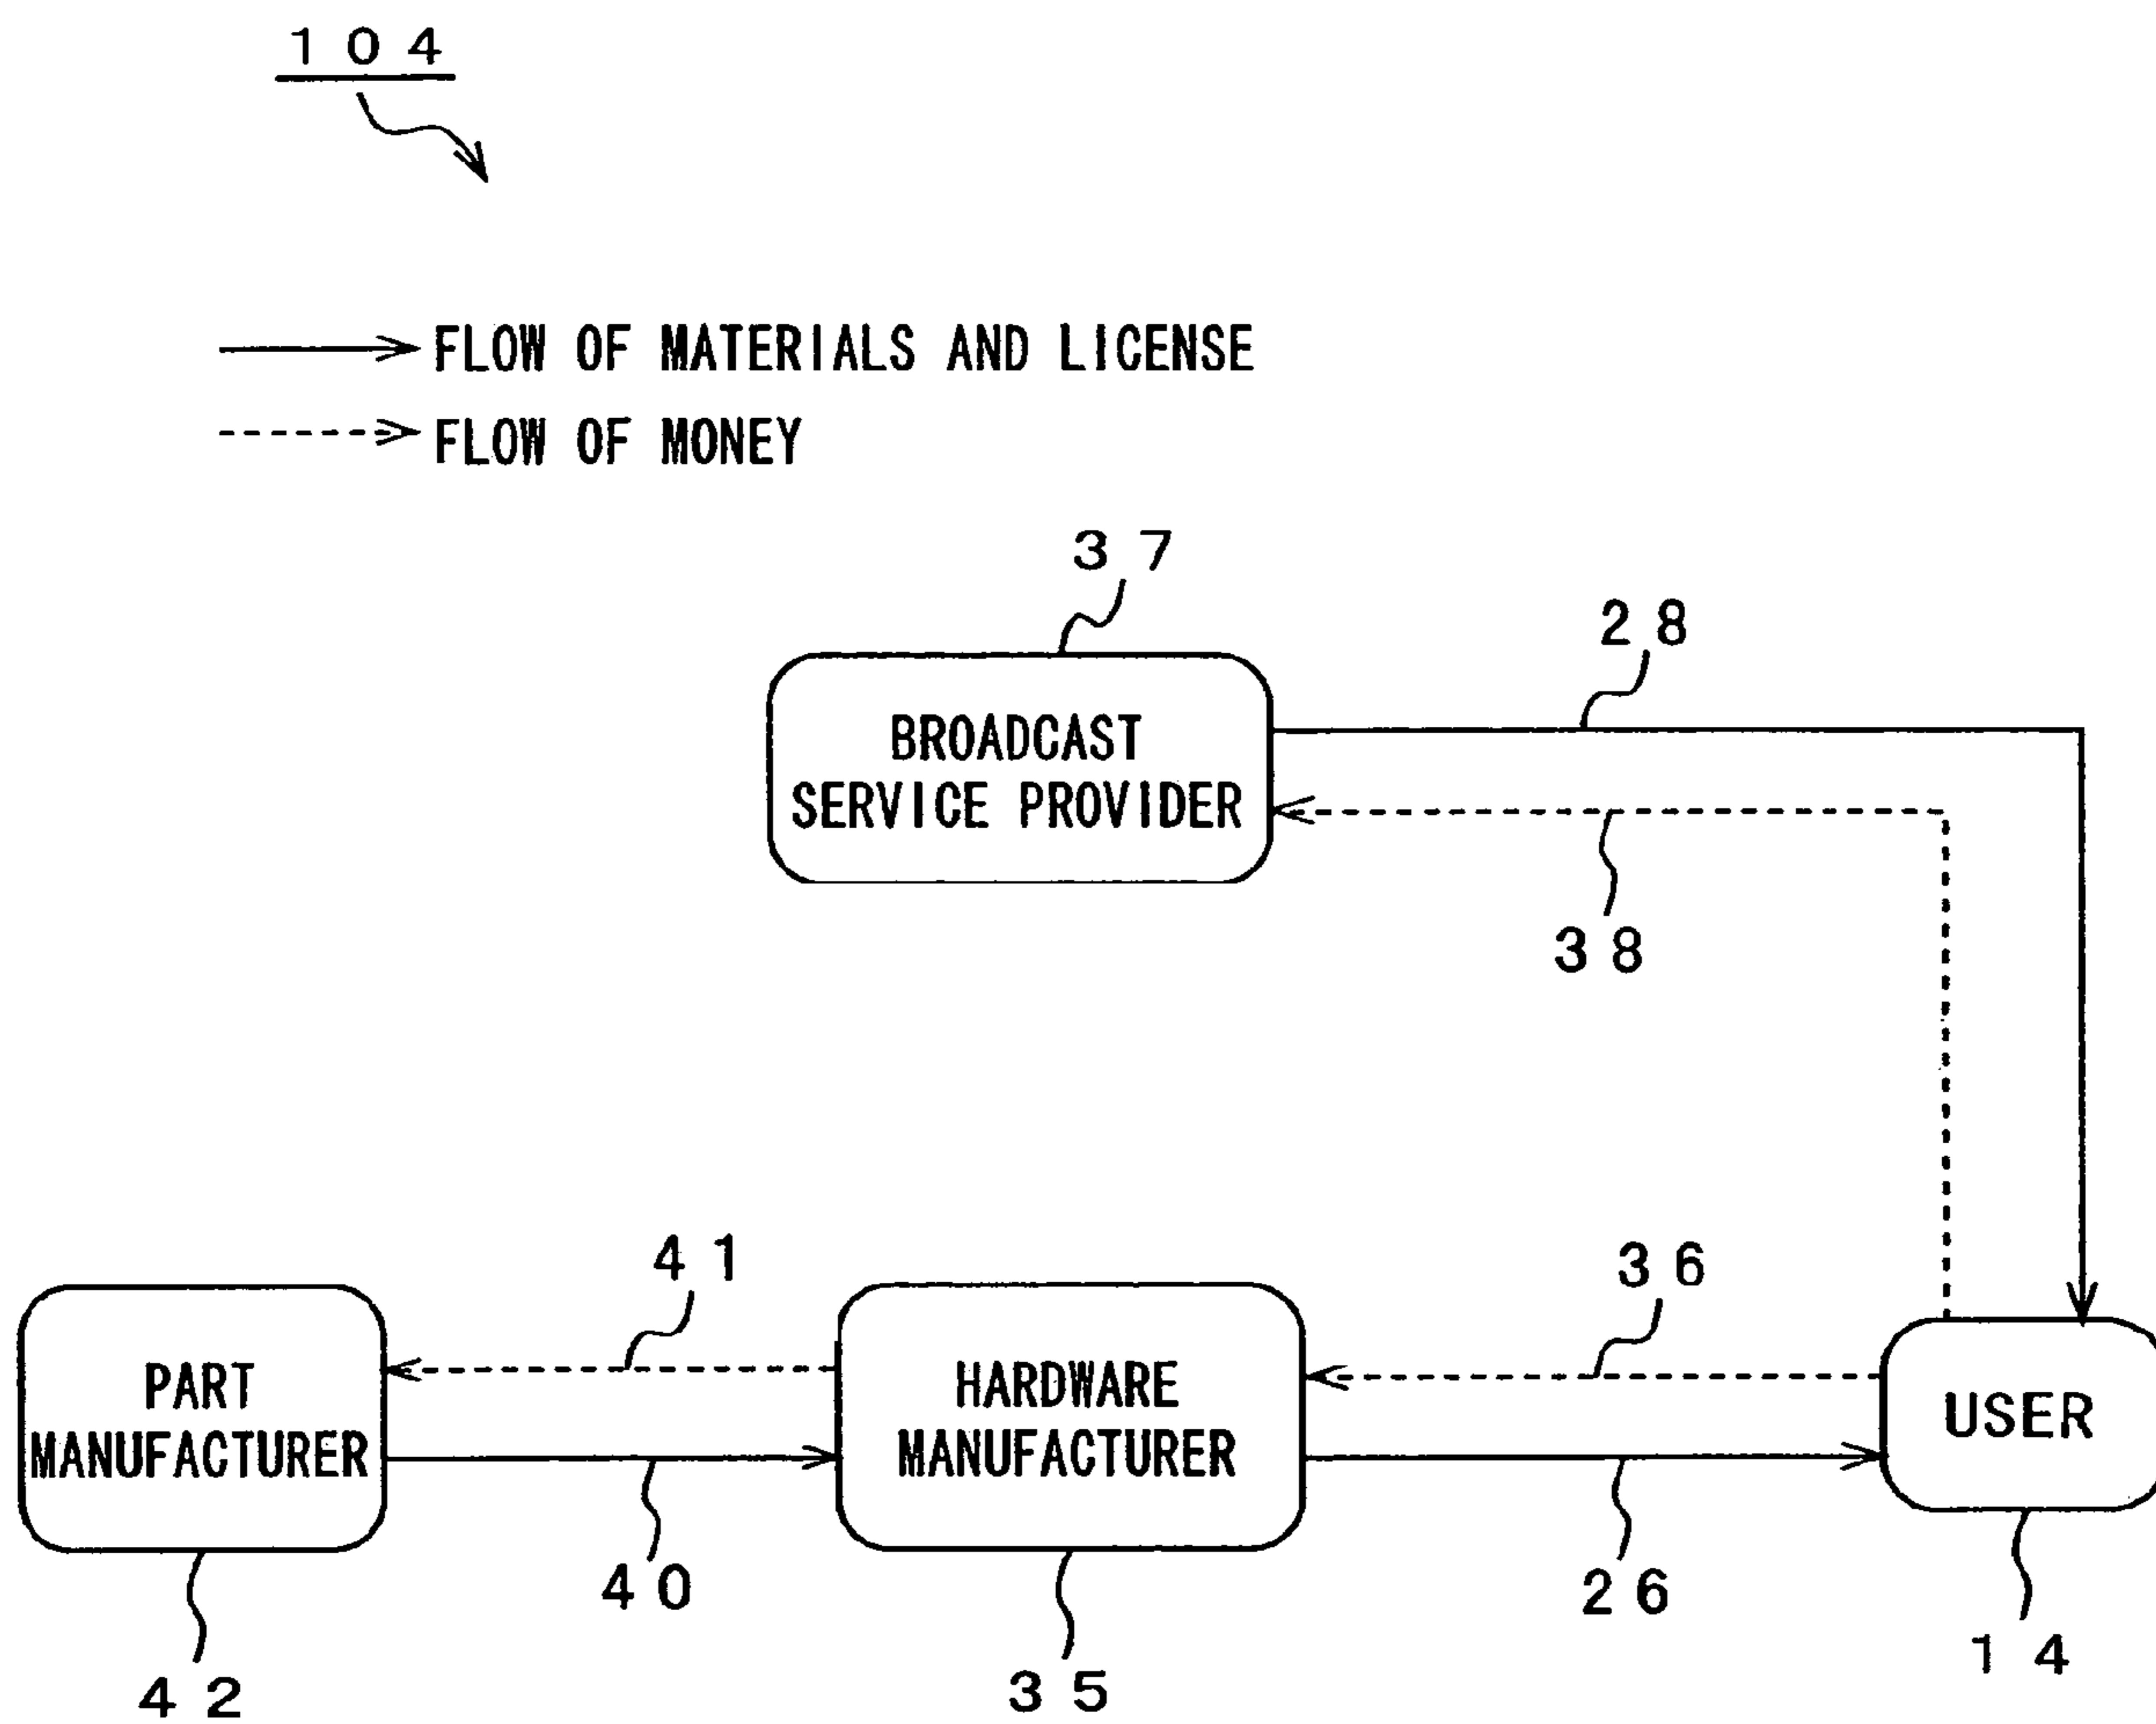 104
FLOW OF MATERIALS AND LICENSE
FLOW OF MONEY
37
28
BROADCAST
SERVICE PROVIDER
38
41
36
PART
MANUFACTURER
HARDWARE
MANUFACTURER
USER
40
26
42
35
14